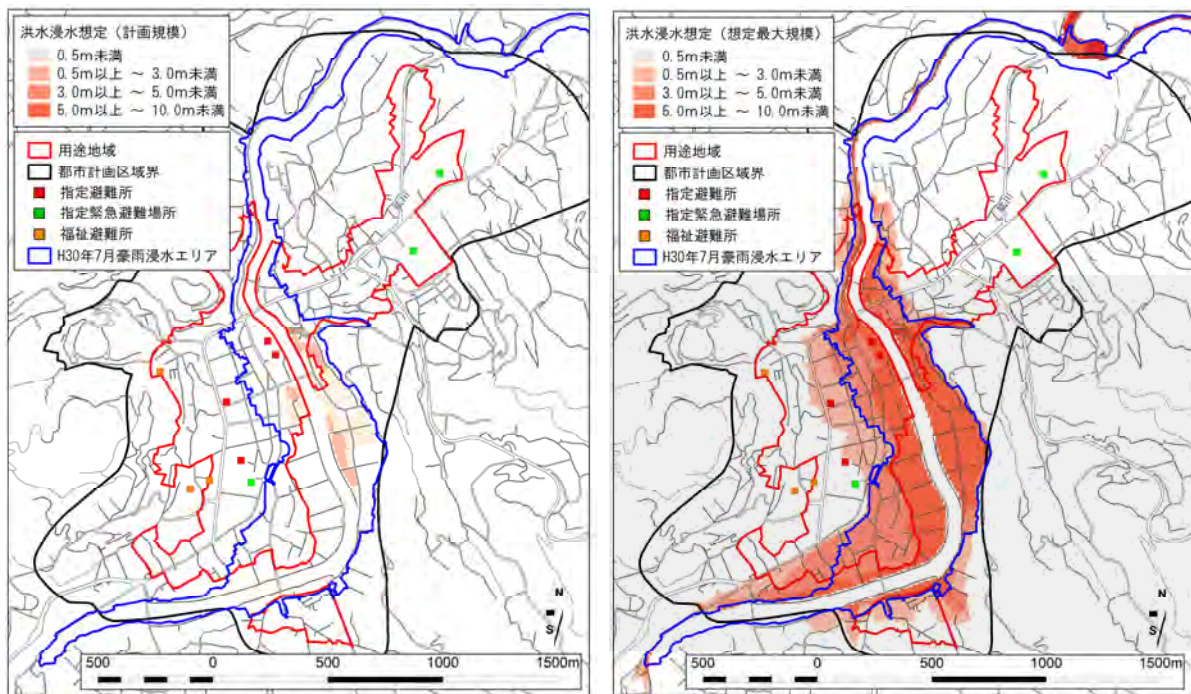 洪水浸水想定（計画規模）
0.5m未満
0.5m以上 ～ 3.0m未満
3.0m以上 ～ 5.0m未満
5.0m以上 ～ 10.0m未満
用途地域
都市計画区域界
指定避難所
指定緊急避難場所
福祉避難所
H30年7月豪雨浸水エリア
N
S
500 0 500 1000 1500m
洪水浸水想定（想定最大規模）
0.5m未満
0.5m以上 ～ 3.0m未満
3.0m以上 ～ 5.0m未満
5.0m以上 ～ 10.0m未満
用途地域
都市計画区域界
指定避難所
指定緊急避難場所
福祉避難所
H30年7月豪雨浸水エリア
N
S
500 0 500 1000 1500m